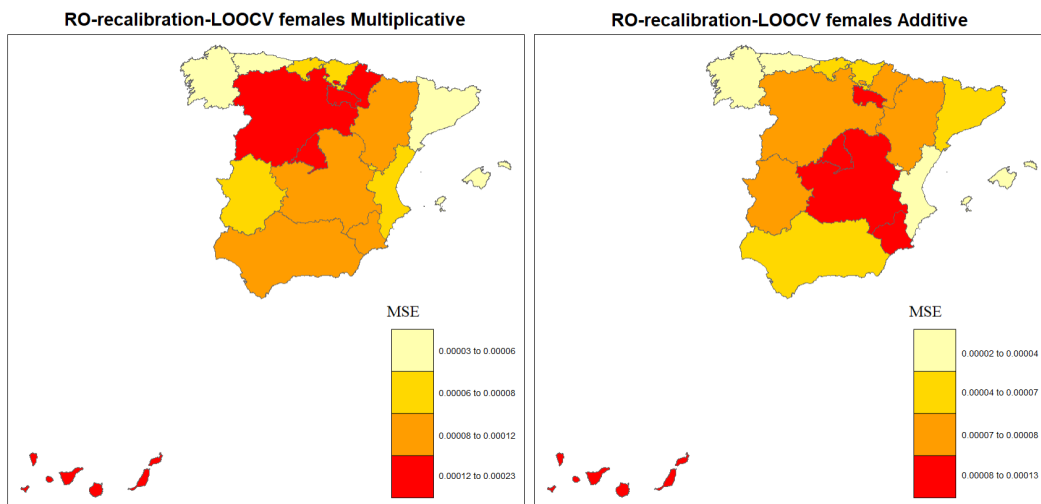 RO-recalibration-LOOCV females Multiplicative
MSE
0.00003 to 0.00006
0.00006 to 0.00008
0.00008 to 0.00012
0.00012 to 0.00023
RO-recalibration-LOOCV females Additive
MSE
0.00002 to 0.00004
0.00004 to 0.00007
0.00007 to 0.00008
0.00008 to 0.00013